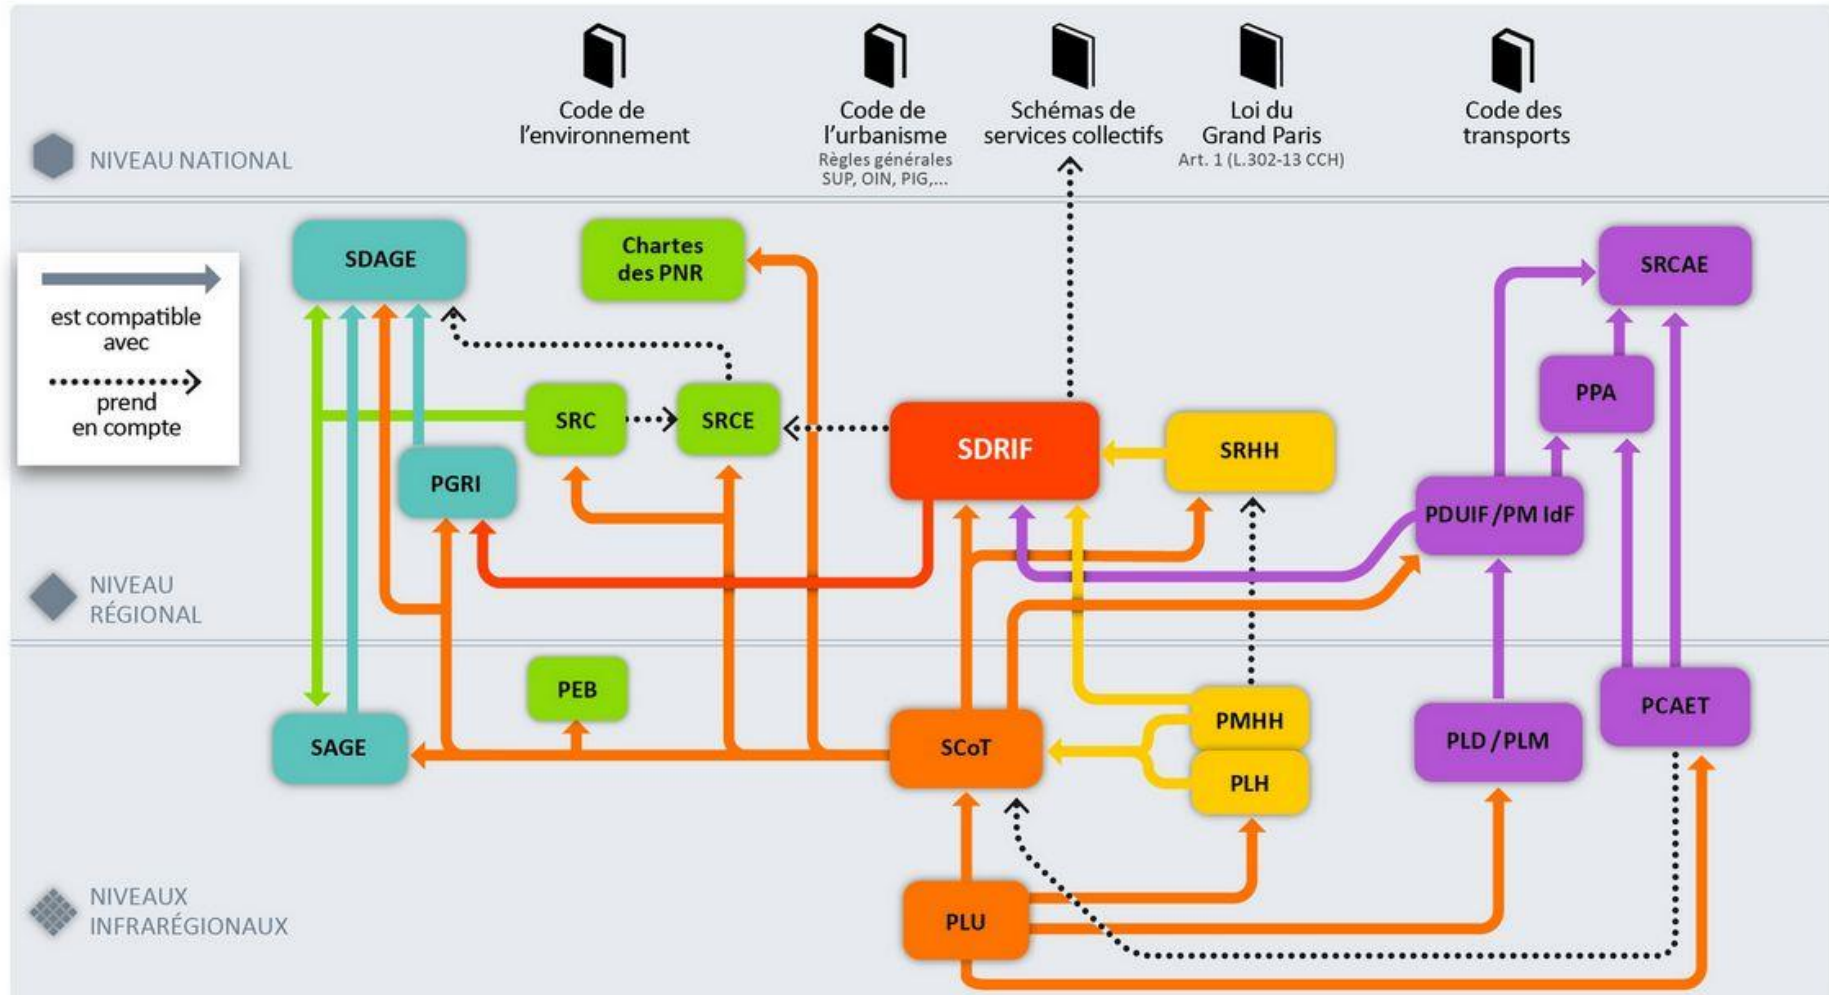 Code de
l'environnement
Code de
l'urbanisme
Règles générales
SUP, OIN, PIG,...
Schémas de
services collectifs
Loi du
Grand Paris
Art. 1 (L.302-13 CCH)
Code des
transports
NIVEAU NATIONAL
est compatible
avec
prend
en compte
SDAGE
Chartes
des PNR
SRCAE
PPA
SRC
SRCE
SDRIF
SRHH
PGRI
PDUIF/PM IdF
NIVEAU
RÉGIONAL
PEB
SAGE
SCoT
PMHH
PLH
PLD / PLM
PCAET
PLU
NIVEAUX
INFRARÉGIONAUX